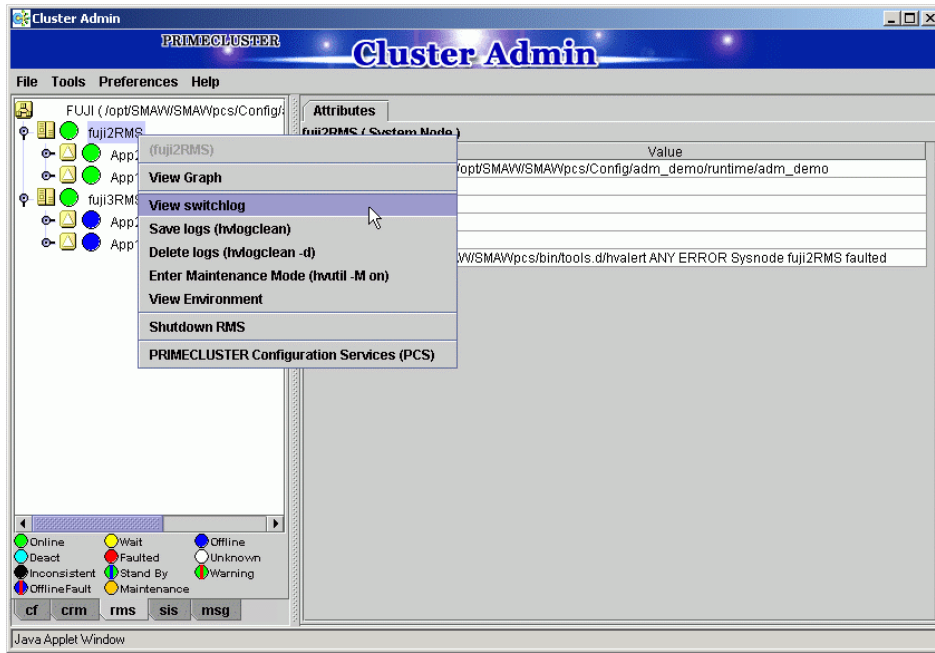 Cluster Admin
PRIMECLUSTER
Cluster Admin
File Tools Preferences Help
FUJI ( /opt/SMAW/SMAWpcs/Config/
fuji2RMS
App2
App1
fuji3RMS
App2
App1
(fuji2RMS)
View Graph
View switchlog
Save logs (hvlogclean)
Delete logs (hvlogclean -d)
Enter Maintenance Mode (hvutil -M on)
View Environment
Shutdown RMS
PRIMECLUSTER Configuration Services (PCS)
Attributes
fuji2RMS ( System Node )
Value
/opt/SMAW/SMAWpcs/Config/adm_demo/runtime/adm_demo
/SMAWpcs/bin/tools.d/hvalert ANY ERROR Sysnode fuji2RMS faulted
Online Wait Offline
Deact Faulted Unknown
Inconsistent Stand By Warning
OfflineFault Maintenance
cf crm rms sis msg
Java Applet Window